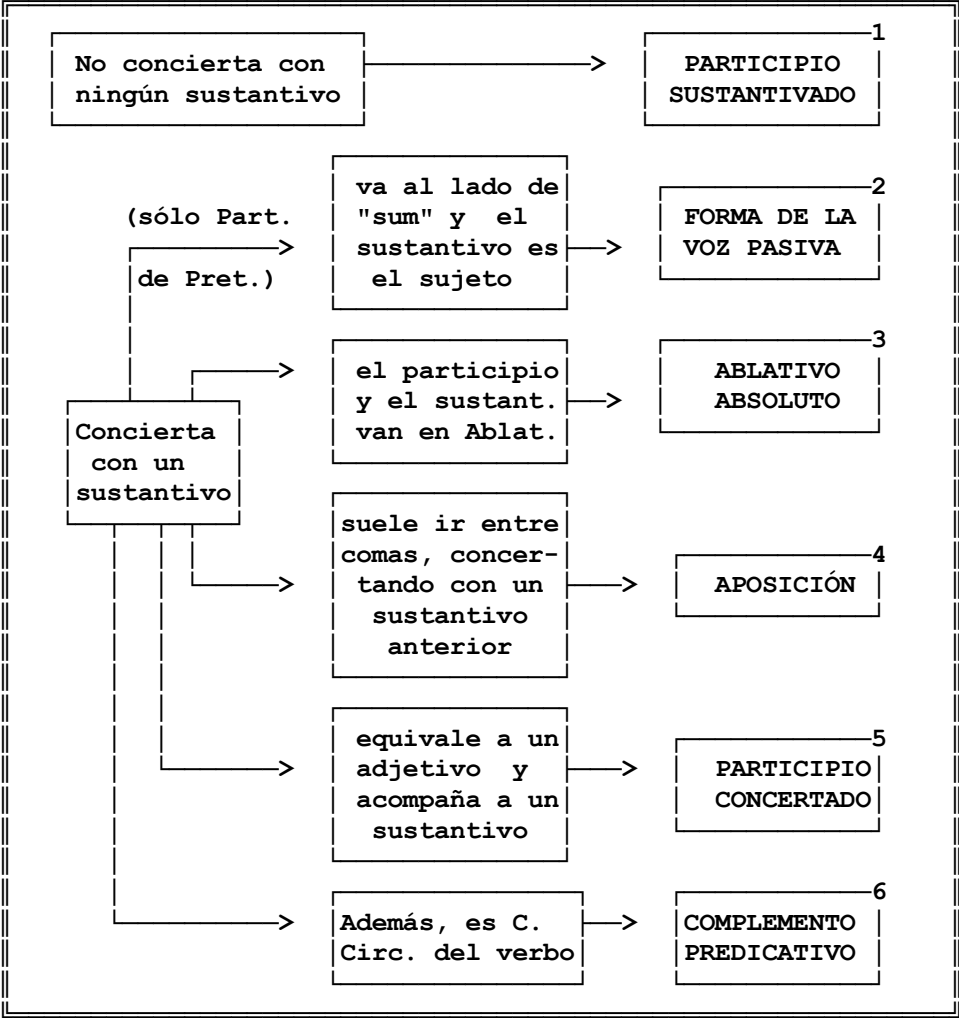 1
No concierta con
ningún sustantivo
PARTICIPIO
SUSTANTIVADO
(sólo Part.
de Pret.)
va al lado de
"sum" y el
sustantivo es
el sujeto
2
FORMA DE LA
VOZ PASIVA
Concierta
con un
sustantivo
el participio
y el sustant.
van en Ablat.
3
ABLATIVO
ABSOLUTO
suele ir entre
comas, concer-
tando con un
sustantivo
anterior
4
APOSICIÓN
equivale a un
adjetivo y
acompaña a un
sustantivo
5
PARTICIPIO
CONCERTADO
Además, es C.
Circ. del verbo
6
COMPLEMENTO
PREDICATIVO